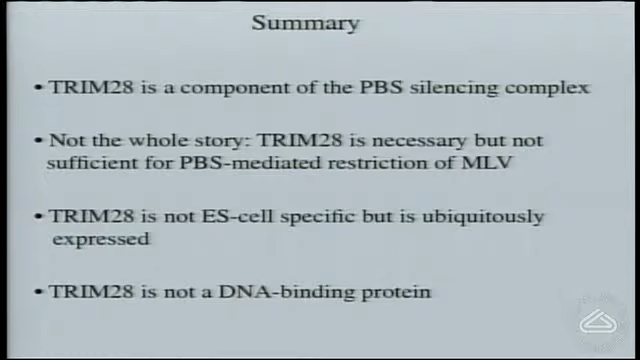 Summary
• TRIM28 is a component of the PBS silencing complex
• Not the whole story: TRIM28 is necessary but not
sufficient for PBS-mediated restriction of MLV
• TRIM28 is not ES-cell specific but is ubiquitously
expressed
• TRIM28 is not a DNA-binding protein